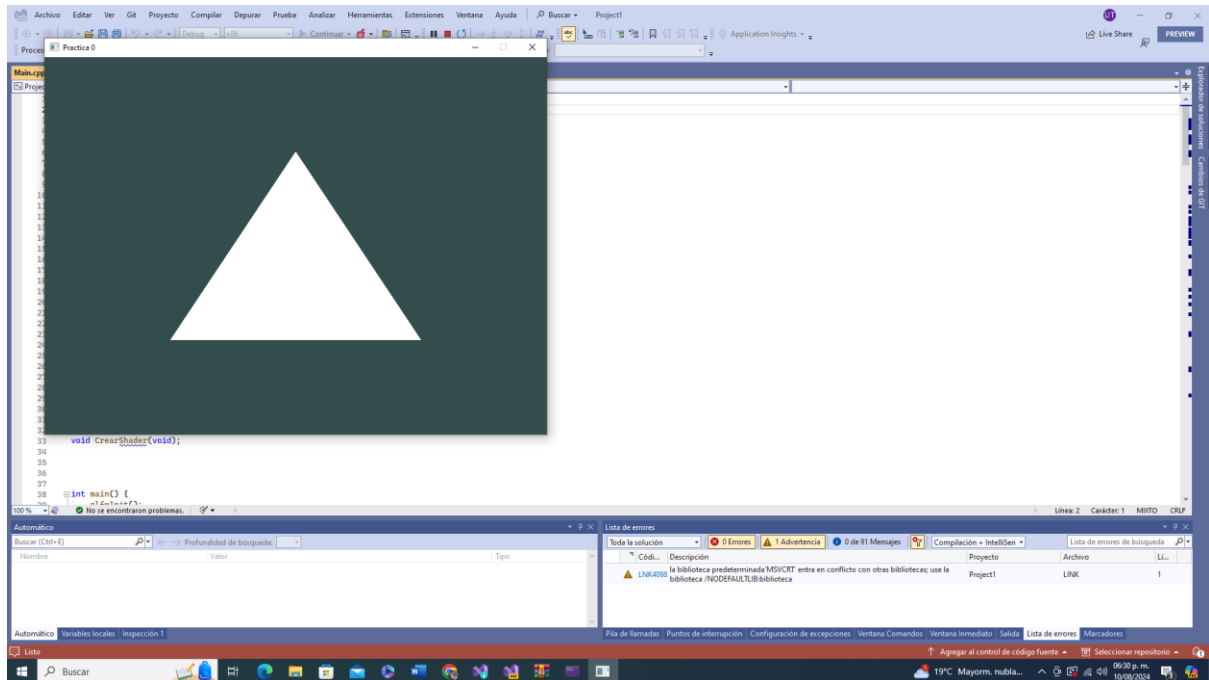 Archivo Editar Ver Git Proyecto Compilar Depurar Prueba Analizar Herramientas Extensiones Ventana Ayuda Buscar Project1 UT
Debug x86 Continuar Application Insights Live Share PREVIEW
Proces
Practica 0
Main.cpp
Projec
Explorador de soluciones Cambios de GIT
33 void CrearShader(void);
34
35
36
37
38 int main() {
100 % No se encontraron problemas. Línea: 2 Carácter: 1 MIXTO CRLF
Automático
Buscar (Ctrl+E) Profundidad de búsqueda:
Nombre Valor Tipo
Lista de errores
Toda la solución 0 Errores 1 Advertencia 0 de 91 Mensajes Compilación + IntelliSen Lista de errores de búsqueda
Códi... Descripción Proyecto Archivo Lí...
LNK4098 la biblioteca predeterminada'MSVCRT' entra en conflicto con otras bibliotecas; use la biblioteca /NODEFAULTLIB:biblioteca Project1 LINK 1
Automático Variables locales Inspección 1
Pila de llamadas Puntos de interrupción Configuración de excepciones Ventana Comandos Ventana Inmediato Salida Lista de errores Marcadores
Listo Agregar al control de código fuente Seleccionar repositorio
Buscar 19°C Mayorm. nubla... 06:30 p. m.
10/08/2024